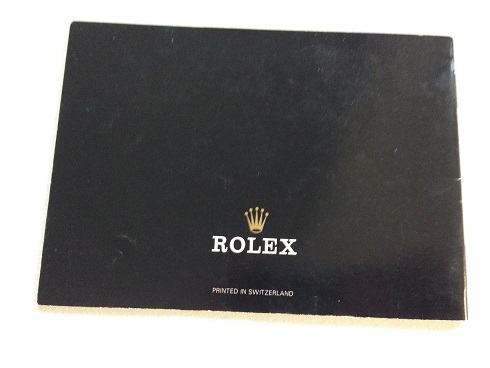 ROLEX
PRINTED IN SWITZERLAND